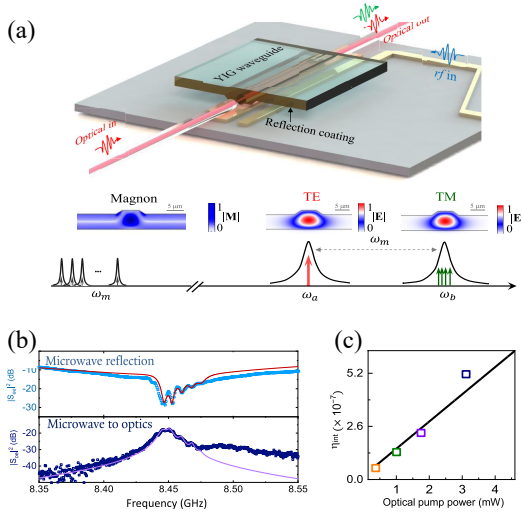 (a)
Optical out
YIG waveguide
rf in
Reflection coating
Optical in
Magnon
5 μm
1
0
|M|
TE
5 μm
1
0
|E|
TM
5 μm
1
0
|E|
ωm
...
ωm
ωa
ωb
(b)
Microwave reflection
-10
-20
-30
|See|² (dB
Microwave to optics
-20
-40
|Soe|² (dB)
8.35
8.40
8.45
8.50
8.55
Frequency (GHz)
(c)
5.2
2.6
0.0
ηint (× 10⁻⁷)
0
1
2
3
4
Optical pump power (mW)